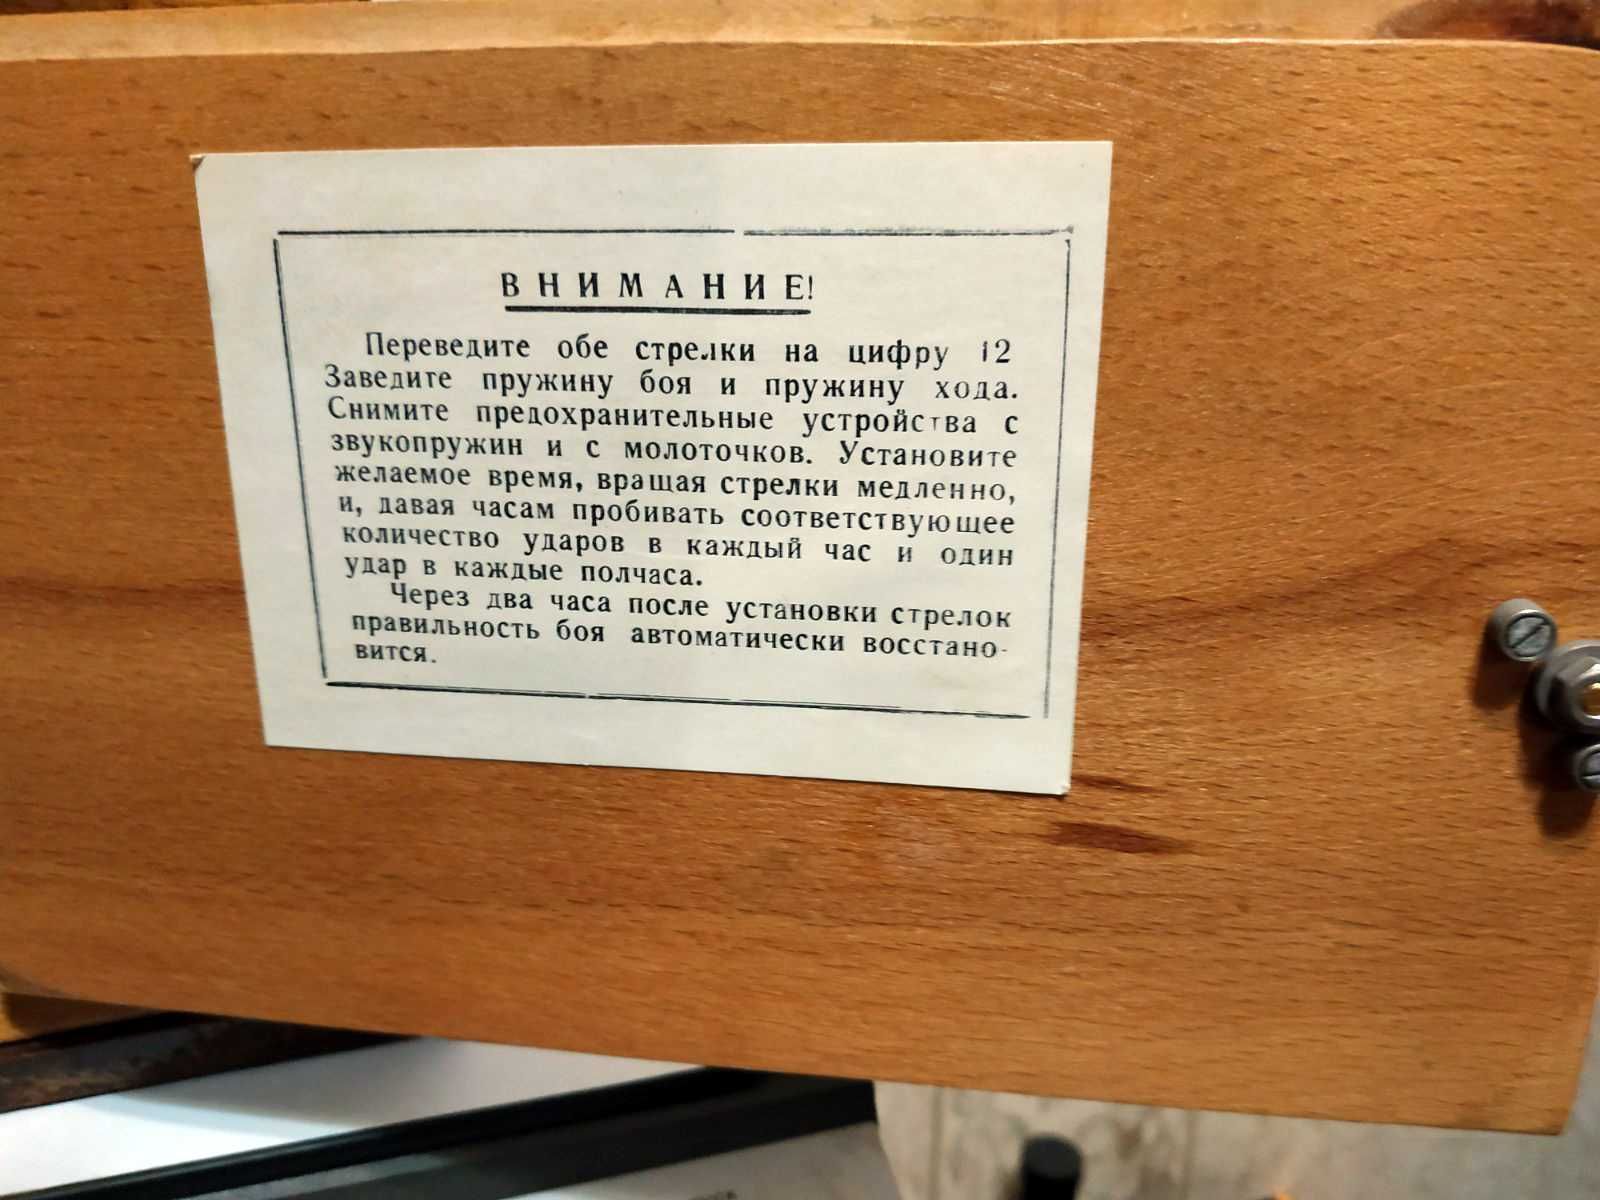 ВНИМАНИЕ!
Переведите обе стрелки на цифру 12
Заведите пружину боя и пружину хода.
Снимите предохранительные устройства с
звукопружин и с молоточков. Установите
желаемое время, вращая стрелки медленно,
и, давая часам пробивать соответствующее
количество ударов в каждый час и один
удар в каждые полчаса.
Через два часа после установки стрелок
правильность боя автоматически восстано-
вится.